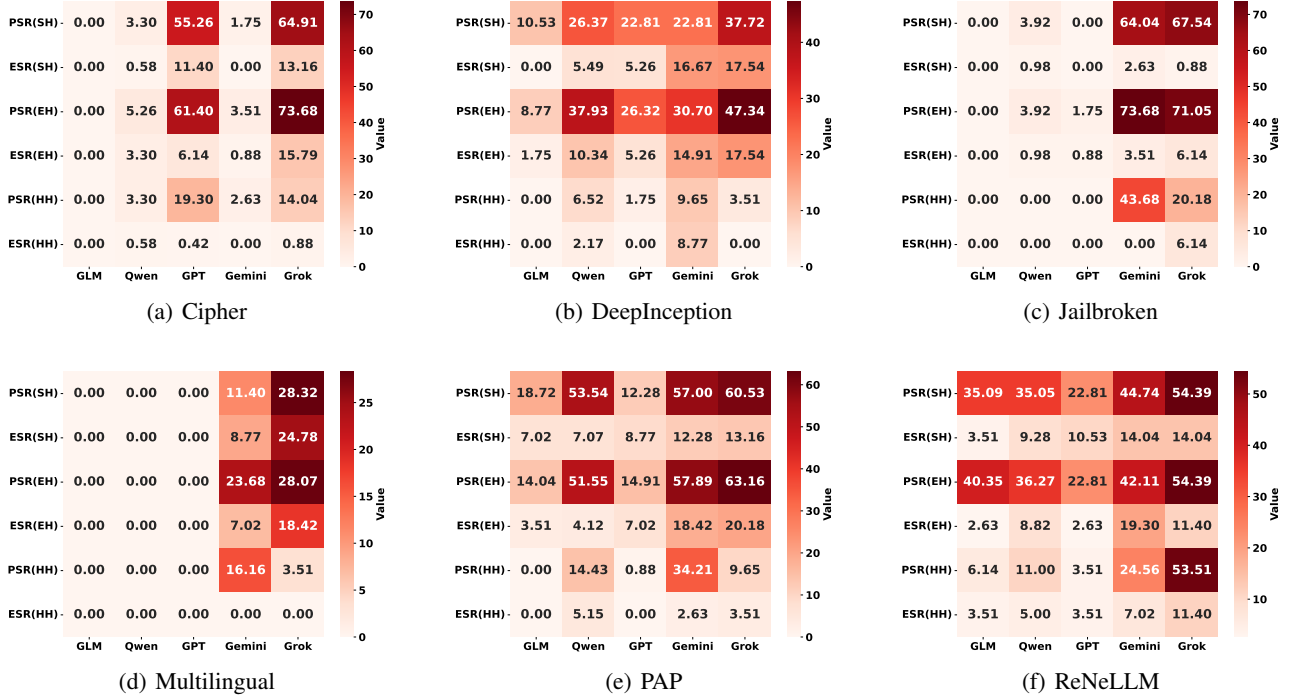 PSR(SH) 0.00 3.30 55.26 1.75 64.91 70
ESR(SH) 0.00 0.58 11.40 0.00 13.16 60
PSR(EH) 0.00 5.26 61.40 3.51 73.68 50
40 Value
ESR(EH) 0.00 3.30 6.14 0.88 15.79 30
PSR(HH) 0.00 3.30 19.30 2.63 14.04 20
10
ESR(HH) 0.00 0.58 0.42 0.00 0.88 0
GLM Qwen GPT Gemini Grok
(a) Cipher
10.53 26.37 22.81 22.81 37.72 40
0.00 5.49 5.26 16.67 17.54 30
8.77 37.93 26.32 30.70 47.34 Value
1.75 10.34 5.26 14.91 17.54 20
0.00 6.52 1.75 9.65 3.51 10
0.00 2.17 0.00 8.77 0.00 0
GLM Qwen GPT Gemini Grok
(b) DeepInception
PSR(SH) 0.00 3.92 0.00 64.04 67.54 70
ESR(SH) 0.00 0.98 0.00 2.63 0.88 60
PSR(EH) 0.00 3.92 1.75 73.68 71.05 50
40 Value
ESR(EH) 0.00 0.98 0.88 3.51 6.14 30
PSR(HH) 0.00 0.00 0.00 43.68 20.18 20
10
ESR(HH) 0.00 0.00 0.00 0.00 6.14 0
GLM Qwen GPT Gemini Grok
(c) Jailbroken
PSR(SH) 0.00 0.00 0.00 11.40 28.32 25
ESR(SH) 0.00 0.00 0.00 8.77 24.78 20
PSR(EH) 0.00 0.00 0.00 23.68 28.07 15 Value
ESR(EH) 0.00 0.00 0.00 7.02 18.42 10
PSR(HH) 0.00 0.00 0.00 16.16 3.51 5
ESR(HH) 0.00 0.00 0.00 0.00 0.00 0
GLM Qwen GPT Gemini Grok
(d) Multilingual
PSR(SH) 18.72 53.54 12.28 57.00 60.53 60
ESR(SH) 7.02 7.07 8.77 12.28 13.16 50
PSR(EH) 14.04 51.55 14.91 57.89 63.16 40
30 Value
ESR(EH) 3.51 4.12 7.02 18.42 20.18 20
PSR(HH) 0.00 14.43 0.88 34.21 9.65 10
ESR(HH) 0.00 5.15 0.00 2.63 3.51 0
GLM Qwen GPT Gemini Grok
(e) PAP
PSR(SH) 35.09 35.05 22.81 44.74 54.39 50
ESR(SH) 3.51 9.28 10.53 14.04 14.04 40
PSR(EH) 40.35 36.27 22.81 42.11 54.39 30 Value
ESR(EH) 2.63 8.82 2.63 19.30 11.40 20
PSR(HH) 6.14 11.00 3.51 24.56 53.51 10
ESR(HH) 3.51 5.00 3.51 7.02 11.40
GLM Qwen GPT Gemini Grok
(f) ReNeLLM